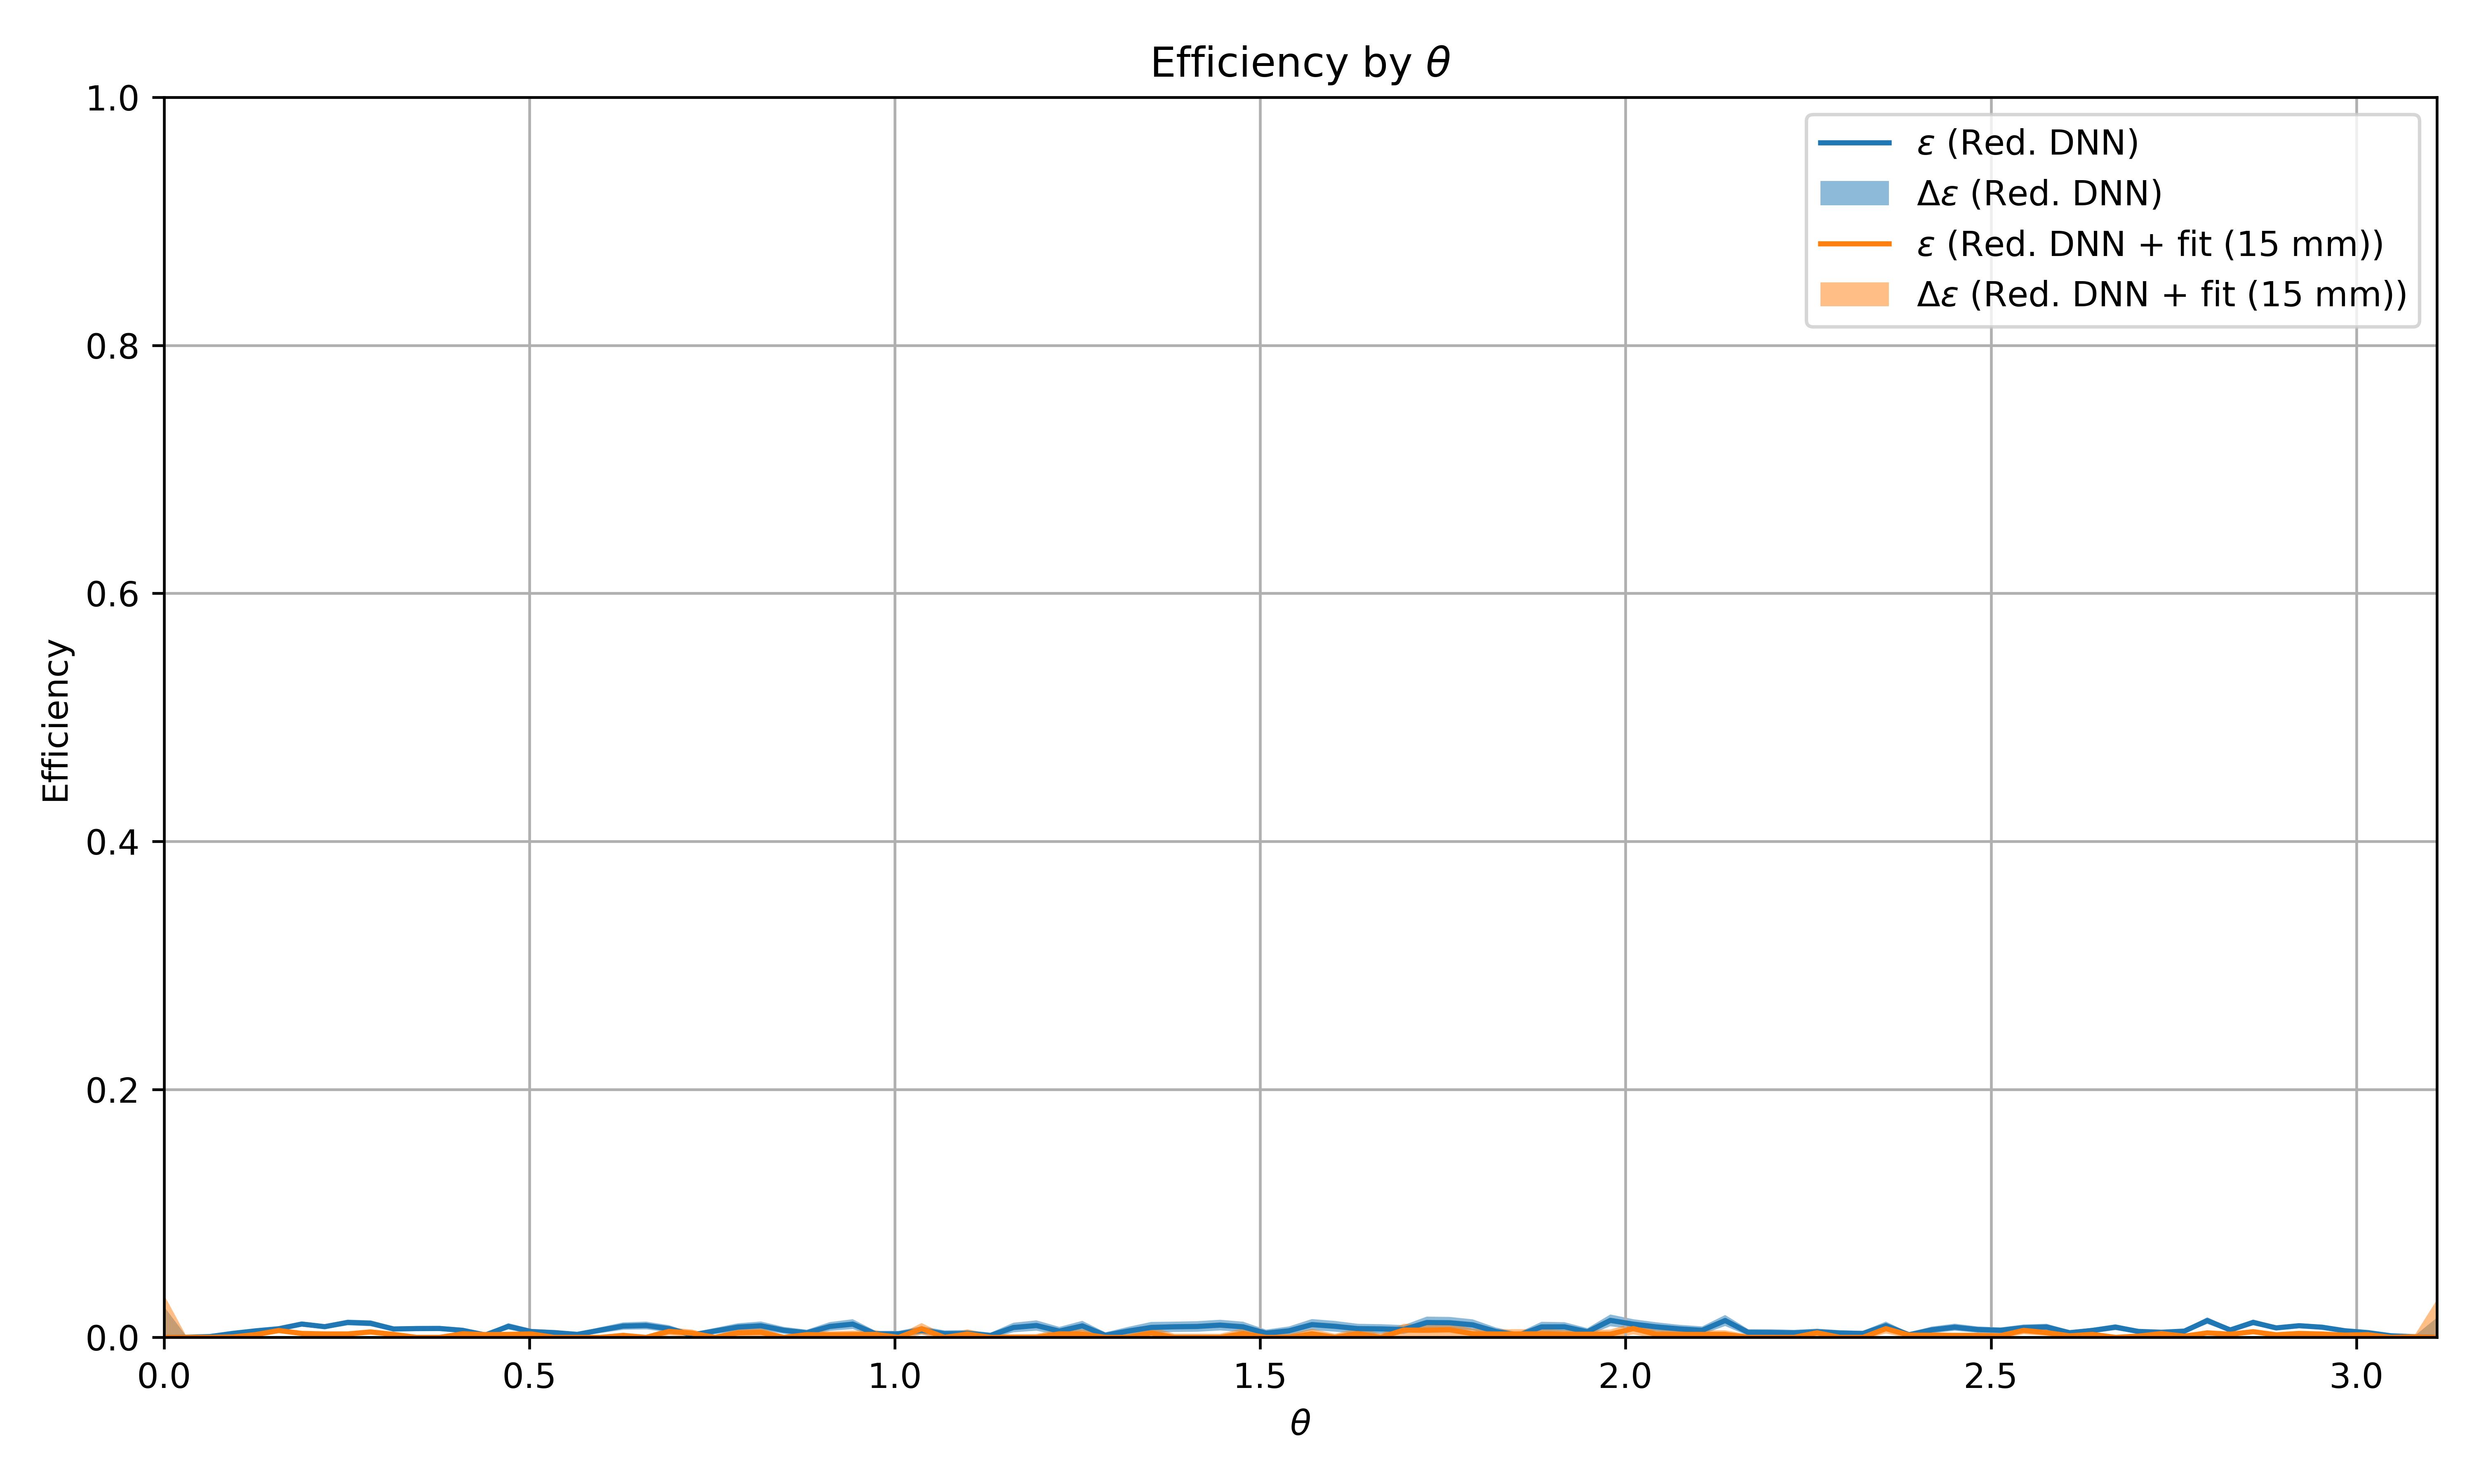 Efficiency by θ
1.0
0.8
0.6
0.4
0.2
0.0
Efficiency
ε (Red. DNN)
Δε (Red. DNN)
ε (Red. DNN + fit (15 mm))
Δε (Red. DNN + fit (15 mm))
0.0 0.5 1.0 1.5 2.0 2.5 3.0
θ